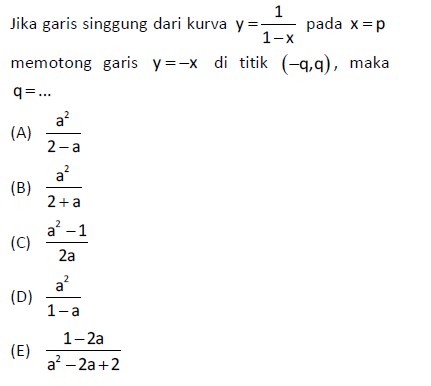 Jika garis singgung dari kurva y = 1/(1−x) pada x = p
memotong garis y = −x di titik (−q,q), maka
q = ...
(A) a²/(2 − a)
(B) a²/(2 + a)
(C) (a² − 1)/(2a)
(D) a²/(1 − a)
(E) (1 − 2a)/(a² − 2a + 2)